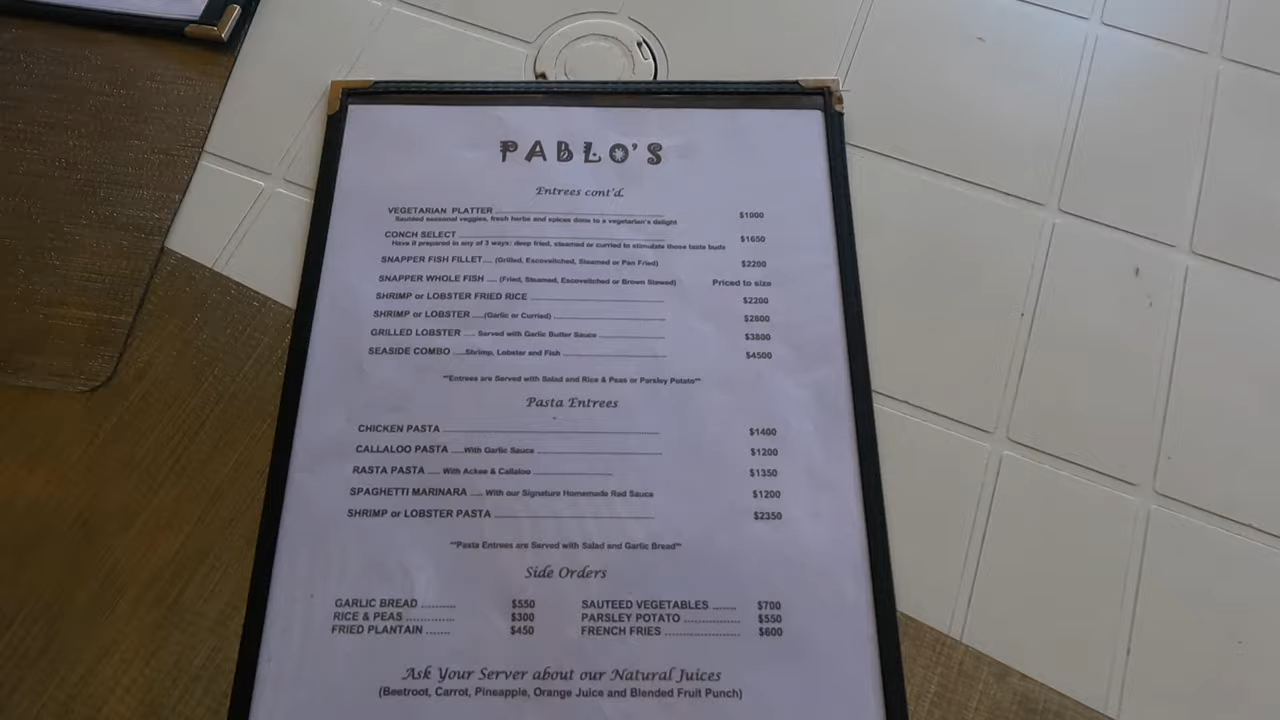 PABLO'S
Entrees cont'd.
VEGETARIAN PLATTER $1000
Sautéed seasonal veggies, fresh herbs and spices done to a vegetarian's delight
CONCH SELECT $1650
Have it prepared in any of 3 ways: deep fried, steamed or curried to stimulate those taste buds
SNAPPER FISH FILLET.... (Grilled, Escoveitched, Steamed or Pan Fried) $2200
SNAPPER WHOLE FISH .... (Fried, Steamed, Escoveitched or Brown Stewed) Priced to size
SHRIMP or LOBSTER FRIED RICE $2200
SHRIMP or LOBSTER ....(Garlic or Curried) $2800
GRILLED LOBSTER .... Served with Garlic Butter Sauce $3800
SEASIDE COMBO ....Shrimp, Lobster and Fish $4500
**Entrees are Served with Salad and Rice & Peas or Parsley Potato**
Pasta Entrees
CHICKEN PASTA $1400
CALLALOO PASTA ....With Garlic Sauce $1200
RASTA PASTA .... With Ackee & Callaloo $1350
SPAGHETTI MARINARA .... With our Signature Homemade Red Sauce $1200
SHRIMP or LOBSTER PASTA $2350
**Pasta Entrees are Served with Salad and Garlic Bread**
Side Orders
GARLIC BREAD .......... $550 SAUTEED VEGETABLES ....... $700
RICE & PEAS .............. $300 PARSLEY POTATO ................ $550
FRIED PLANTAIN ....... $450 FRENCH FRIES ...................... $600
Ask Your Server about our Natural Juices
(Beetroot, Carrot, Pineapple, Orange Juice and Blended Fruit Punch)